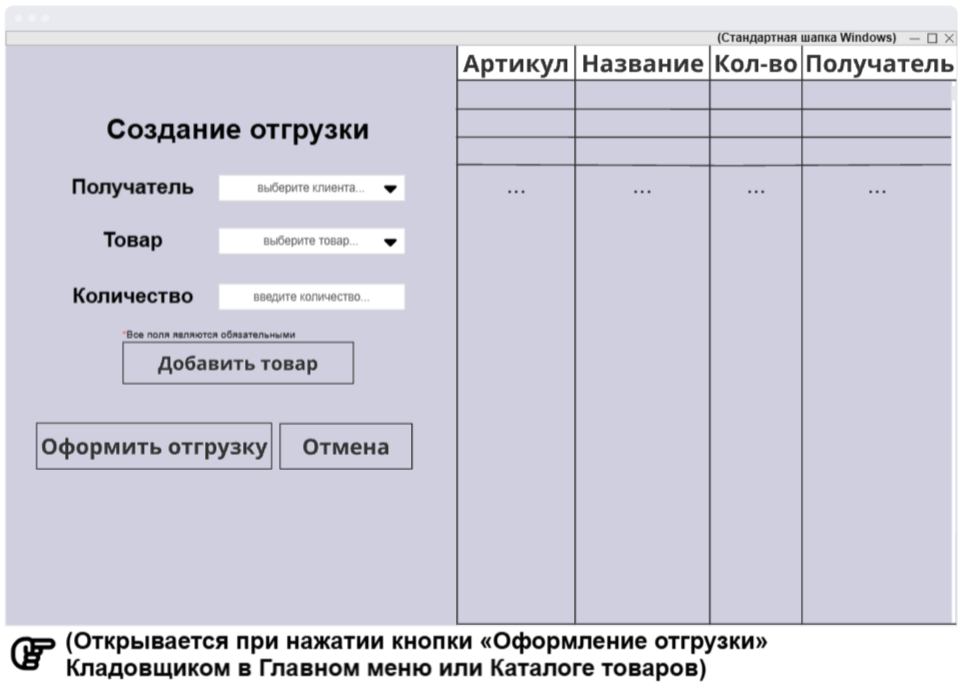 (Стандартная шапка Windows)
Артикул Название Кол-во Получатель
Создание отгрузки
Получатель выберите клиента...
Товар выберите товар...
Количество введите количество...
*Все поля являются обязательными
Добавить товар
Оформить отгрузку Отмена
... ... ... ...
(Открывается при нажатии кнопки «Оформление отгрузки»
Кладовщиком в Главном меню или Каталоге товаров)